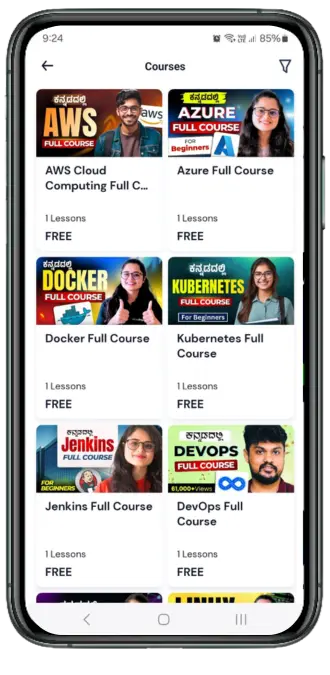 9:24
85%
Courses
ಕನ್ನಡದಲ್ಲಿ
AWS
FULL COURSE
aws
ಕನ್ನಡದಲ್ಲಿ
AZURE
FULL COURSE
FOR
Beginners
AWS Cloud
Computing Full C...
1 Lessons
FREE
Azure Full Course
1 Lessons
FREE
ಕನ್ನಡದಲ್ಲಿ
DOCKER
FULL COURSE
ಕನ್ನಡದಲ್ಲಿ
KUBERNETES
FULL COURSE
For Beginners
Docker Full Course
1 Lessons
FREE
Kubernetes Full
Course
1 Lessons
FREE
ಕನ್ನಡದಲ್ಲಿ
Jenkins
FULL COURSE
FOR
BEGINNERS
ಕನ್ನಡದಲ್ಲಿ
DEVOPS
FULL COURSE
61,000+Views
Jenkins Full Course
1 Lessons
FREE
DevOps Full
Course
1 Lessons
FREE
LINUX